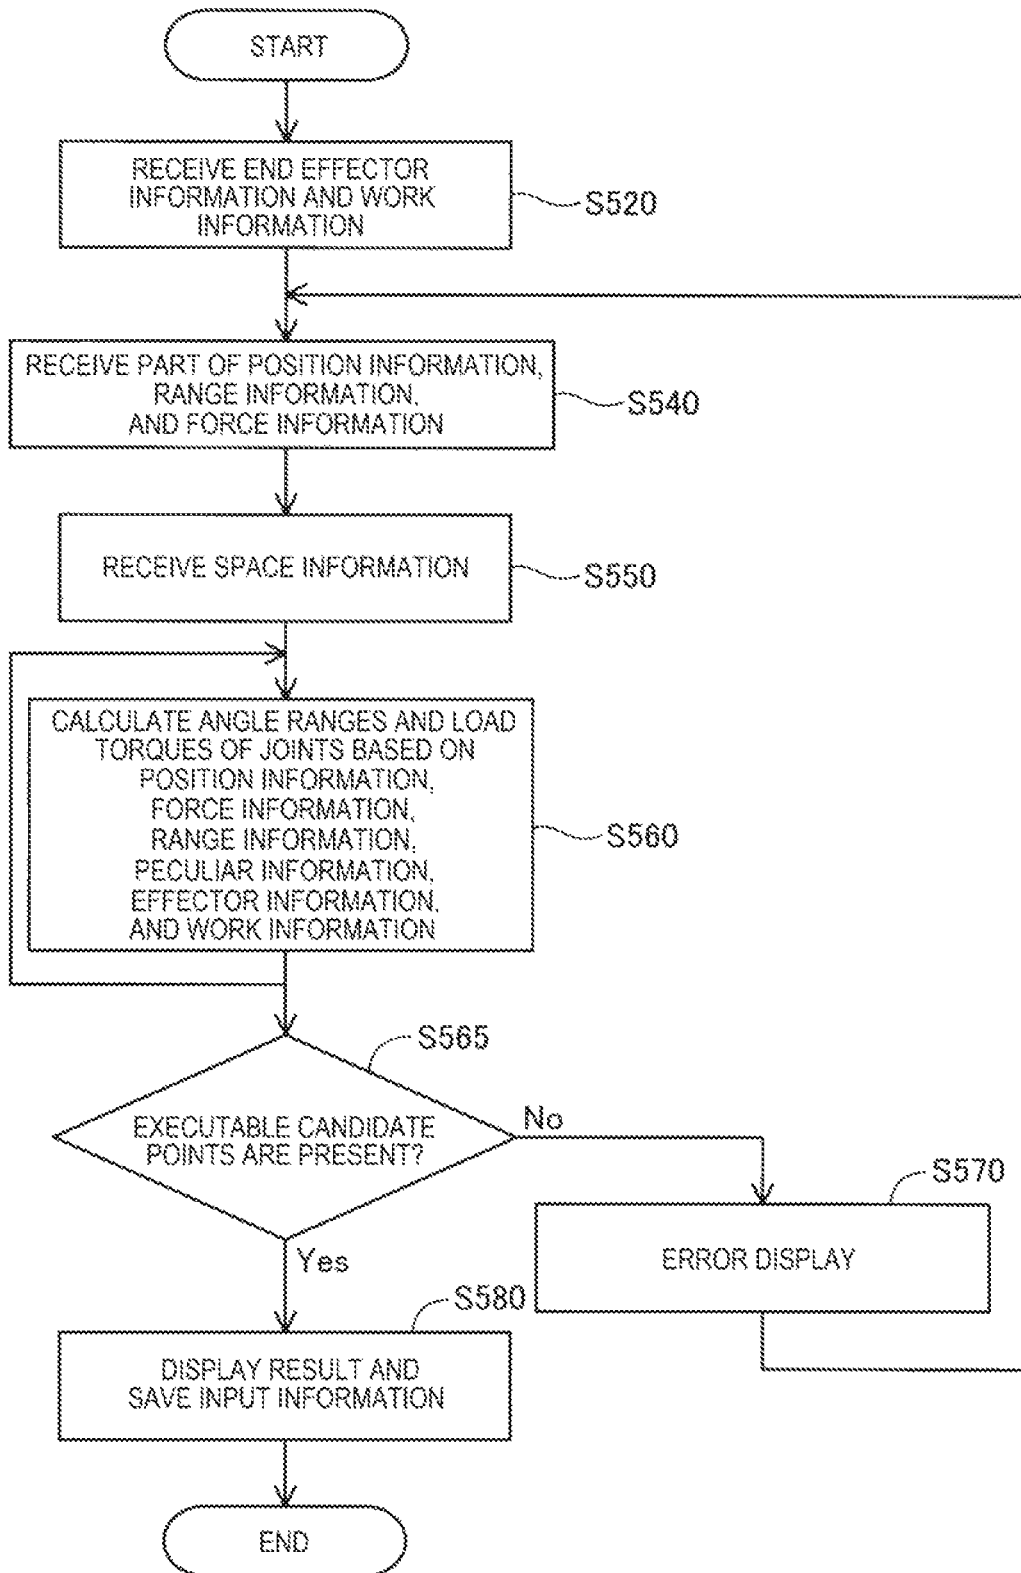 START
RECEIVE END EFFECTOR
INFORMATION AND WORK
INFORMATION
S520
RECEIVE PART OF POSITION INFORMATION,
RANGE INFORMATION,
AND FORCE INFORMATION
S540
RECEIVE SPACE INFORMATION
S550
CALCULATE ANGLE RANGES AND LOAD
TORQUES OF JOINTS BASED ON
POSITION INFORMATION,
FORCE INFORMATION,
RANGE INFORMATION,
PECULIAR INFORMATION,
EFFECTOR INFORMATION,
AND WORK INFORMATION
S560
S565
EXECUTABLE CANDIDATE
POINTS ARE PRESENT?
No
S570
ERROR DISPLAY
Yes
S580
DISPLAY RESULT AND
SAVE INPUT INFORMATION
END